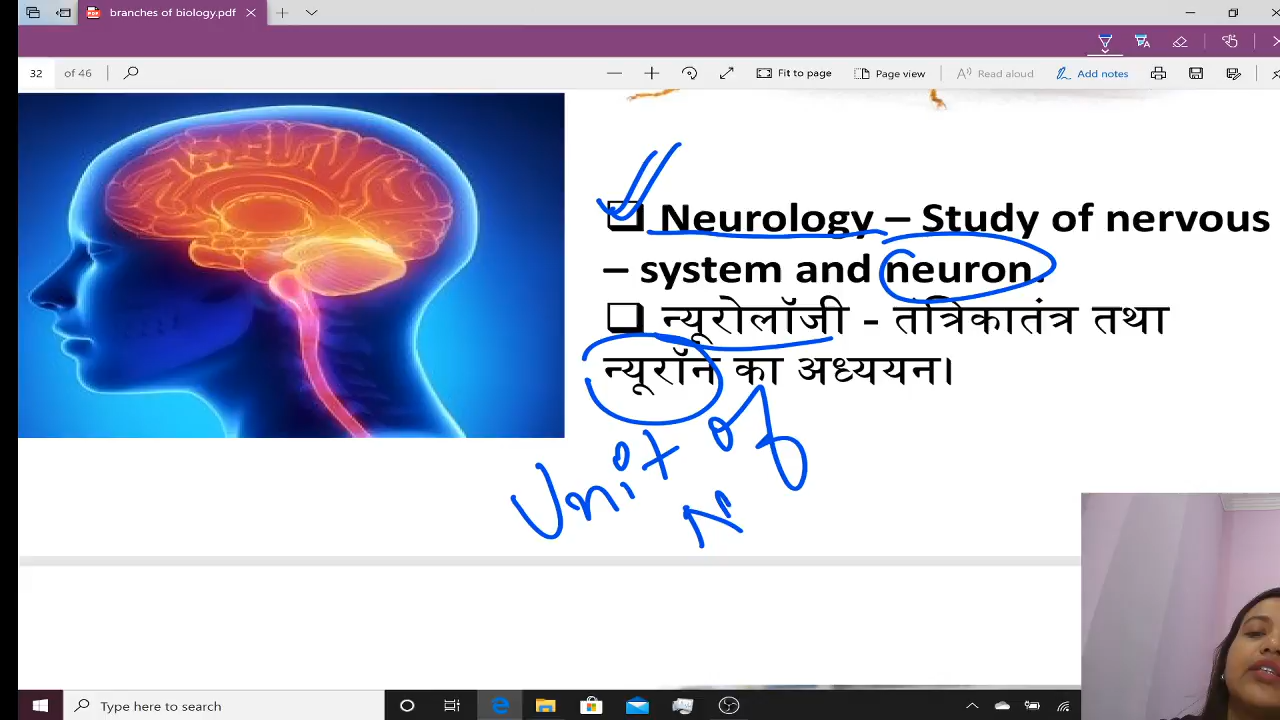 branches of biology.pdf
32 of 46
Fit to page
Page view
Read aloud
Add notes
Neurology – Study of nervous
– system and neuron.
न्यूरोलॉजी - तंत्रिकातंत्र तथा
न्यूरॉन का अध्ययन।
Unit of
N
Type here to search